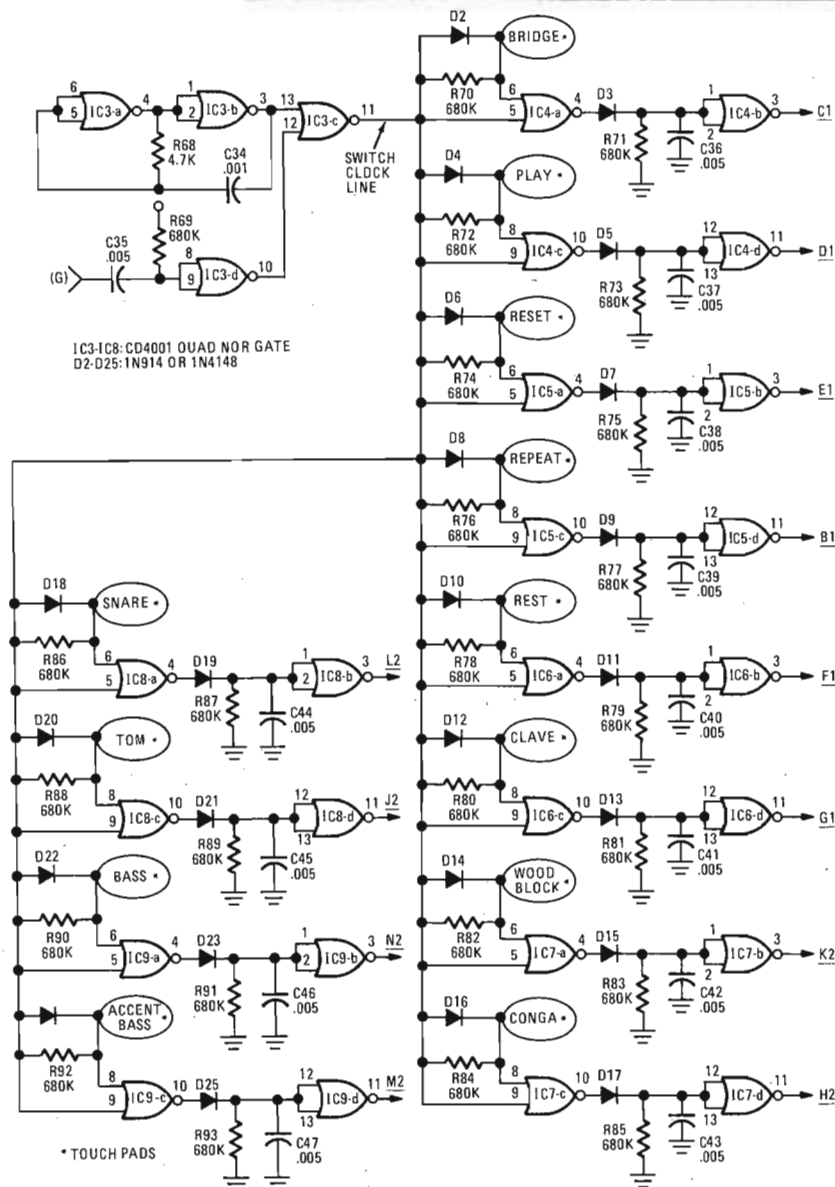 6
5
IC3-a
4
1
2
IC3-b
3
13
12
IC3-c
11
R68
4.7K
C34
.001
SWITCH
CLOCK
LINE
R69
680K
C35
.005
(G)
8
9
IC3-d
10
IC3-IC8: CD4001 QUAD NOR GATE
D2-D25: 1N914 OR 1N4148
D2
BRIDGE *
R70
680K
6
5
IC4-a
4
D3
R71
680K
C36
.005
1
2
IC4-b
3
C1
D4
PLAY *
R72
680K
8
9
IC4-c
10
D5
R73
680K
C37
.005
12
13
IC4-d
11
D1
D6
RESET *
R74
680K
6
5
IC5-a
4
D7
R75
680K
C38
.005
1
2
IC5-b
3
E1
D8
REPEAT *
R76
680K
8
9
IC5-c
10
D9
R77
680K
C39
.005
12
13
IC5-d
11
B1
D10
REST *
R78
680K
6
5
IC6-a
4
D11
R79
680K
C40
.005
1
2
IC6-b
3
F1
D12
CLAVE *
R80
680K
8
9
IC6-c
10
D13
R81
680K
C41
.005
12
13
IC6-d
11
G1
D14
WOOD
BLOCK *
R82
680K
6
5
IC7-a
4
D15
R83
680K
C42
.005
1
2
IC7-b
3
K2
D16
CONGA *
R84
680K
8
9
IC7-c
10
D17
R85
680K
C43
.005
12
13
IC7-d
11
H2
D18
SNARE *
R86
680K
6
5
IC8-a
4
D19
R87
680K
C44
.005
1
2
IC8-b
3
L2
D20
TOM *
R88
680K
8
9
IC8-c
10
D21
R89
680K
C45
.005
12
13
IC8-d
11
J2
D22
BASS *
R90
680K
6
5
IC9-a
4
D23
R91
680K
C46
.005
1
2
IC9-b
3
N2
ACCENT
BASS *
R92
680K
8
9
IC9-c
10
D25
R93
680K
C47
.005
12
13
IC9-d
11
M2
* TOUCH PADS